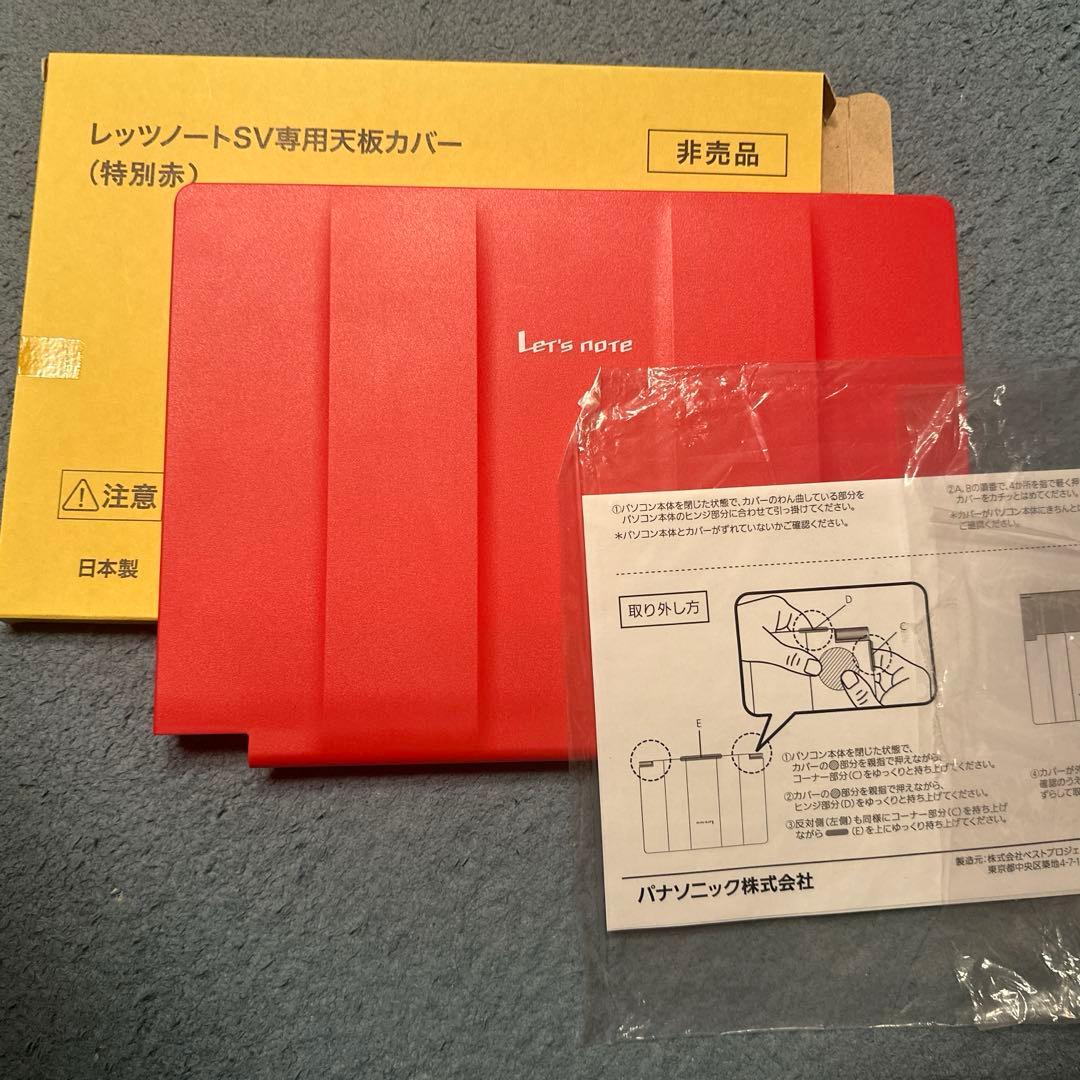 レッツノートSV専用天板カバー
(特別赤)
非売品
Let's note
⚠注意
日本製
①パソコン本体を閉じた状態で、カバーのわん曲している部分を
パソコン本体のヒンジ部分に合わせて引っ掛けてください。
＊パソコン本体とカバーがずれていないかご確認ください。
②A、Bの順番で、4か所を指で軽く押
カバーをカチッとはめてください。
＊カバーがパソコン本体にきちんと
ご確認ください。
取り外し方
D
C
E
①パソコン本体を閉じた状態で、
カバーの部分を親指で押えながら、
コーナー部分(C)をゆっくりと持ち上げてください。
②カバーの部分を親指で押えながら、
ヒンジ部分(D)をゆっくりと持ち上げてください。
③反対側(左側)も同様にコーナー部分(C)を持ち上げ
ながら (E)を上にゆっくり持ち上げてください。
④カバーが
確認のうえ
ずらして取
パナソニック株式会社
製造元:株式会社ベストプロジェ
東京都中央区築地4-7-1